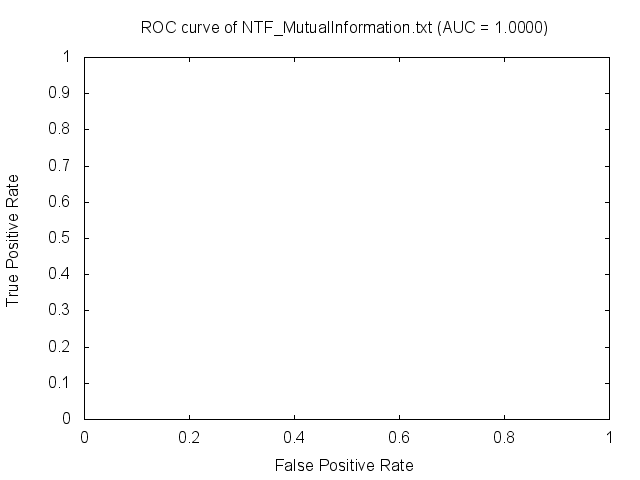 ROC curve of NTF_MutualInformation.txt (AUC = 1.0000)
1
0.9
0.8
0.7
0.6
0.5
0.4
0.3
0.2
0.1
0
True Positive Rate
0 0.2 0.4 0.6 0.8 1
False Positive Rate